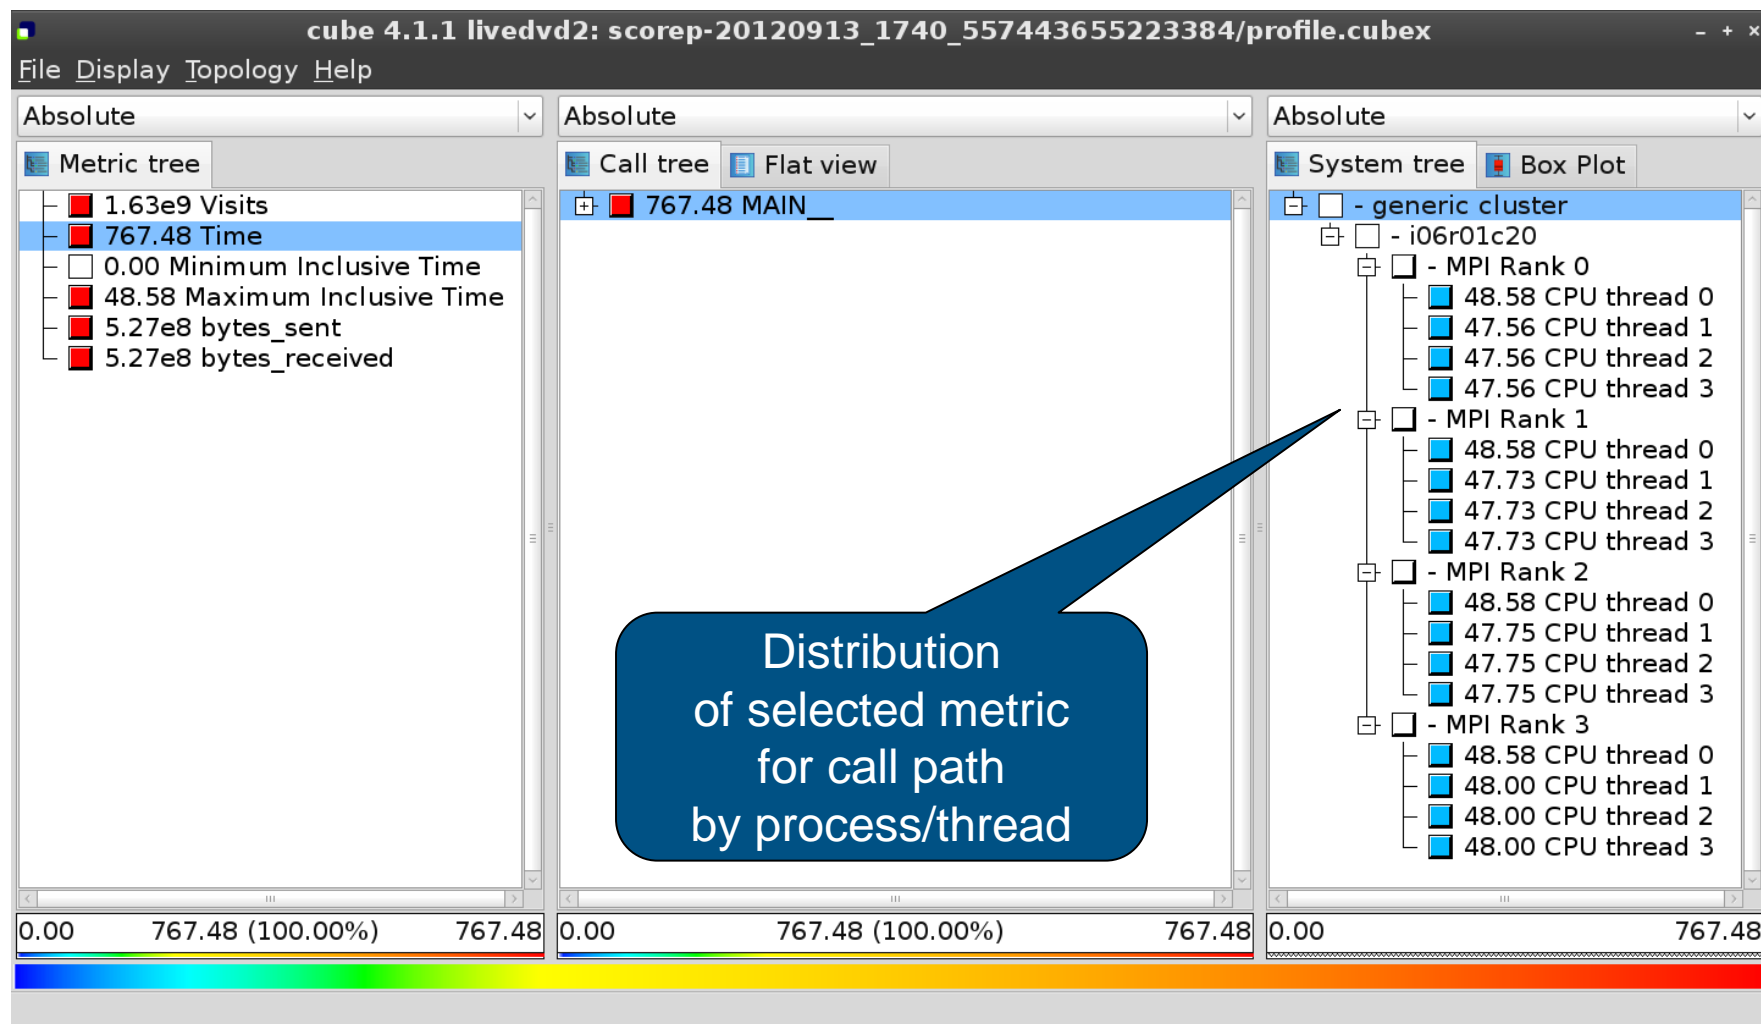 cube 4.1.1 livedvd2: scorep-20120913_1740_557443655223384/profile.cubex
File Display Topology Help
Absolute
Metric tree
1.63e9 Visits
767.48 Time
0.00 Minimum Inclusive Time
48.58 Maximum Inclusive Time
5.27e8 bytes_sent
5.27e8 bytes_received
0.00 767.48 (100.00%) 767.48
Absolute
Call tree Flat view
767.48 MAIN__
Distribution
of selected metric
for call path
by process/thread
0.00 767.48 (100.00%) 767.48
Absolute
System tree Box Plot
- generic cluster
- i06r01c20
- MPI Rank 0
48.58 CPU thread 0
47.56 CPU thread 1
47.56 CPU thread 2
47.56 CPU thread 3
- MPI Rank 1
48.58 CPU thread 0
47.73 CPU thread 1
47.73 CPU thread 2
47.73 CPU thread 3
- MPI Rank 2
48.58 CPU thread 0
47.75 CPU thread 1
47.75 CPU thread 2
47.75 CPU thread 3
- MPI Rank 3
48.58 CPU thread 0
48.00 CPU thread 1
48.00 CPU thread 2
48.00 CPU thread 3
0.00 767.48